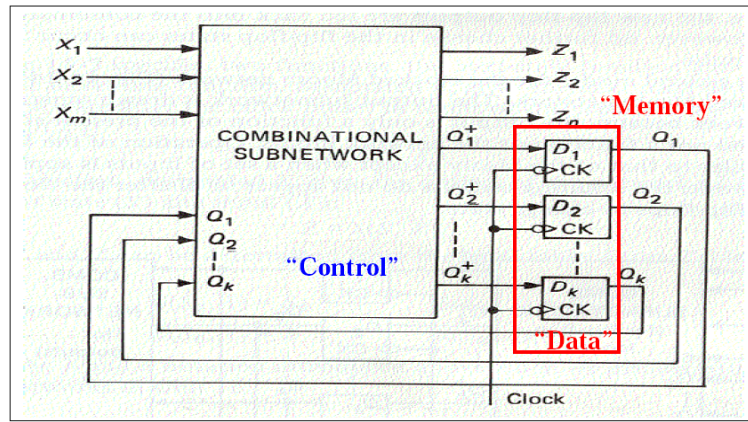 X1
X2
Xm
Z1
Z2
Zn
COMBINATIONAL
SUBNETWORK
“Memory”
Q1+
D1
Q1
CK
Q2+
D2
Q2
CK
Q1
Q2
Qk
“Control”
Qk+
Dk
Qk
CK
“Data”
Clock